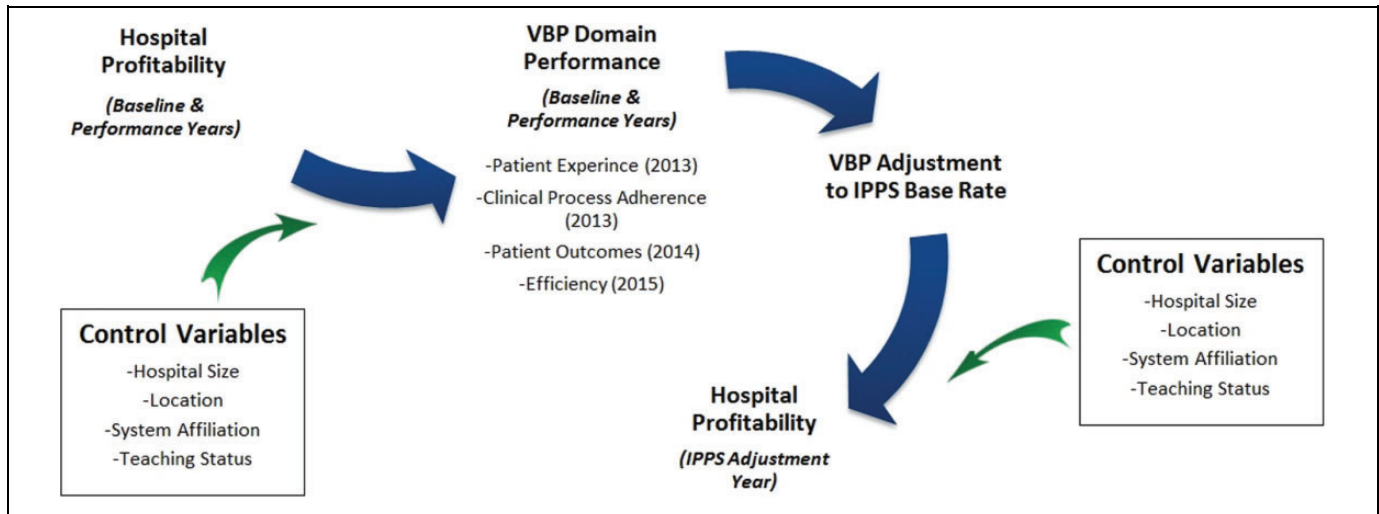 Hospital
Profitability
(Baseline &
Performance Years)
VBP Domain
Performance
(Baseline &
Performance Years)
-Patient Experince (2013)
-Clinical Process Adherence
(2013)
-Patient Outcomes (2014)
-Efficiency (2015)
VBP Adjustment
to IPPS Base Rate
Control Variables
-Hospital Size
-Location
-System Affiliation
-Teaching Status
Hospital
Profitability
(IPPS Adjustment
Year)
Control Variables
-Hospital Size
-Location
-System Affiliation
-Teaching Status